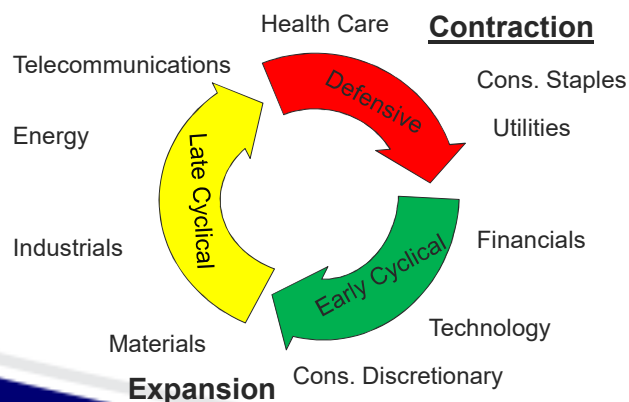 Health Care
Contraction
Telecommunications
Defensive
Cons. Staples
Energy
Utilities
Late Cyclical
Industrials
Financials
Early Cyclical
Technology
Materials
Cons. Discretionary
Expansion